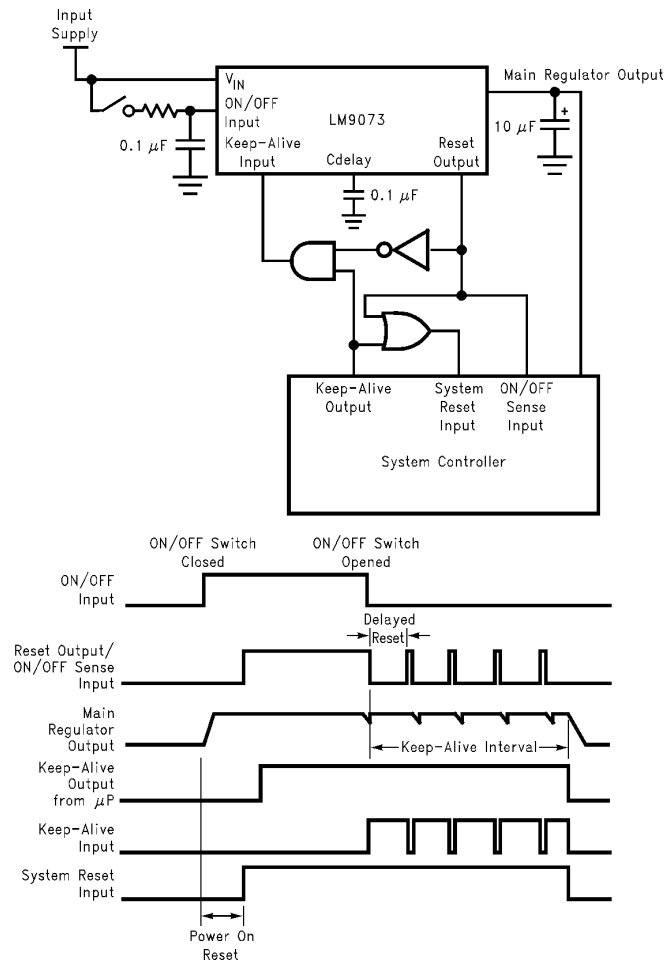 Input
Supply
VIN
ON/OFF
Input
Keep-Alive
Input
LM9073
Cdelay
Reset
Output
Main Regulator Output
+
10 µF
0.1 µF
0.1 µF
Keep-Alive
Output
System
Reset
Input
ON/OFF
Sense
Input
System Controller
ON/OFF Switch
Closed
ON/OFF Switch
Opened
ON/OFF
Input
Delayed
Reset
Reset Output/
ON/OFF Sense
Input
Main
Regulator
Output
Keep-Alive Interval
Keep-Alive
Output
from µP
Keep-Alive
Input
System Reset
Input
Power On
Reset